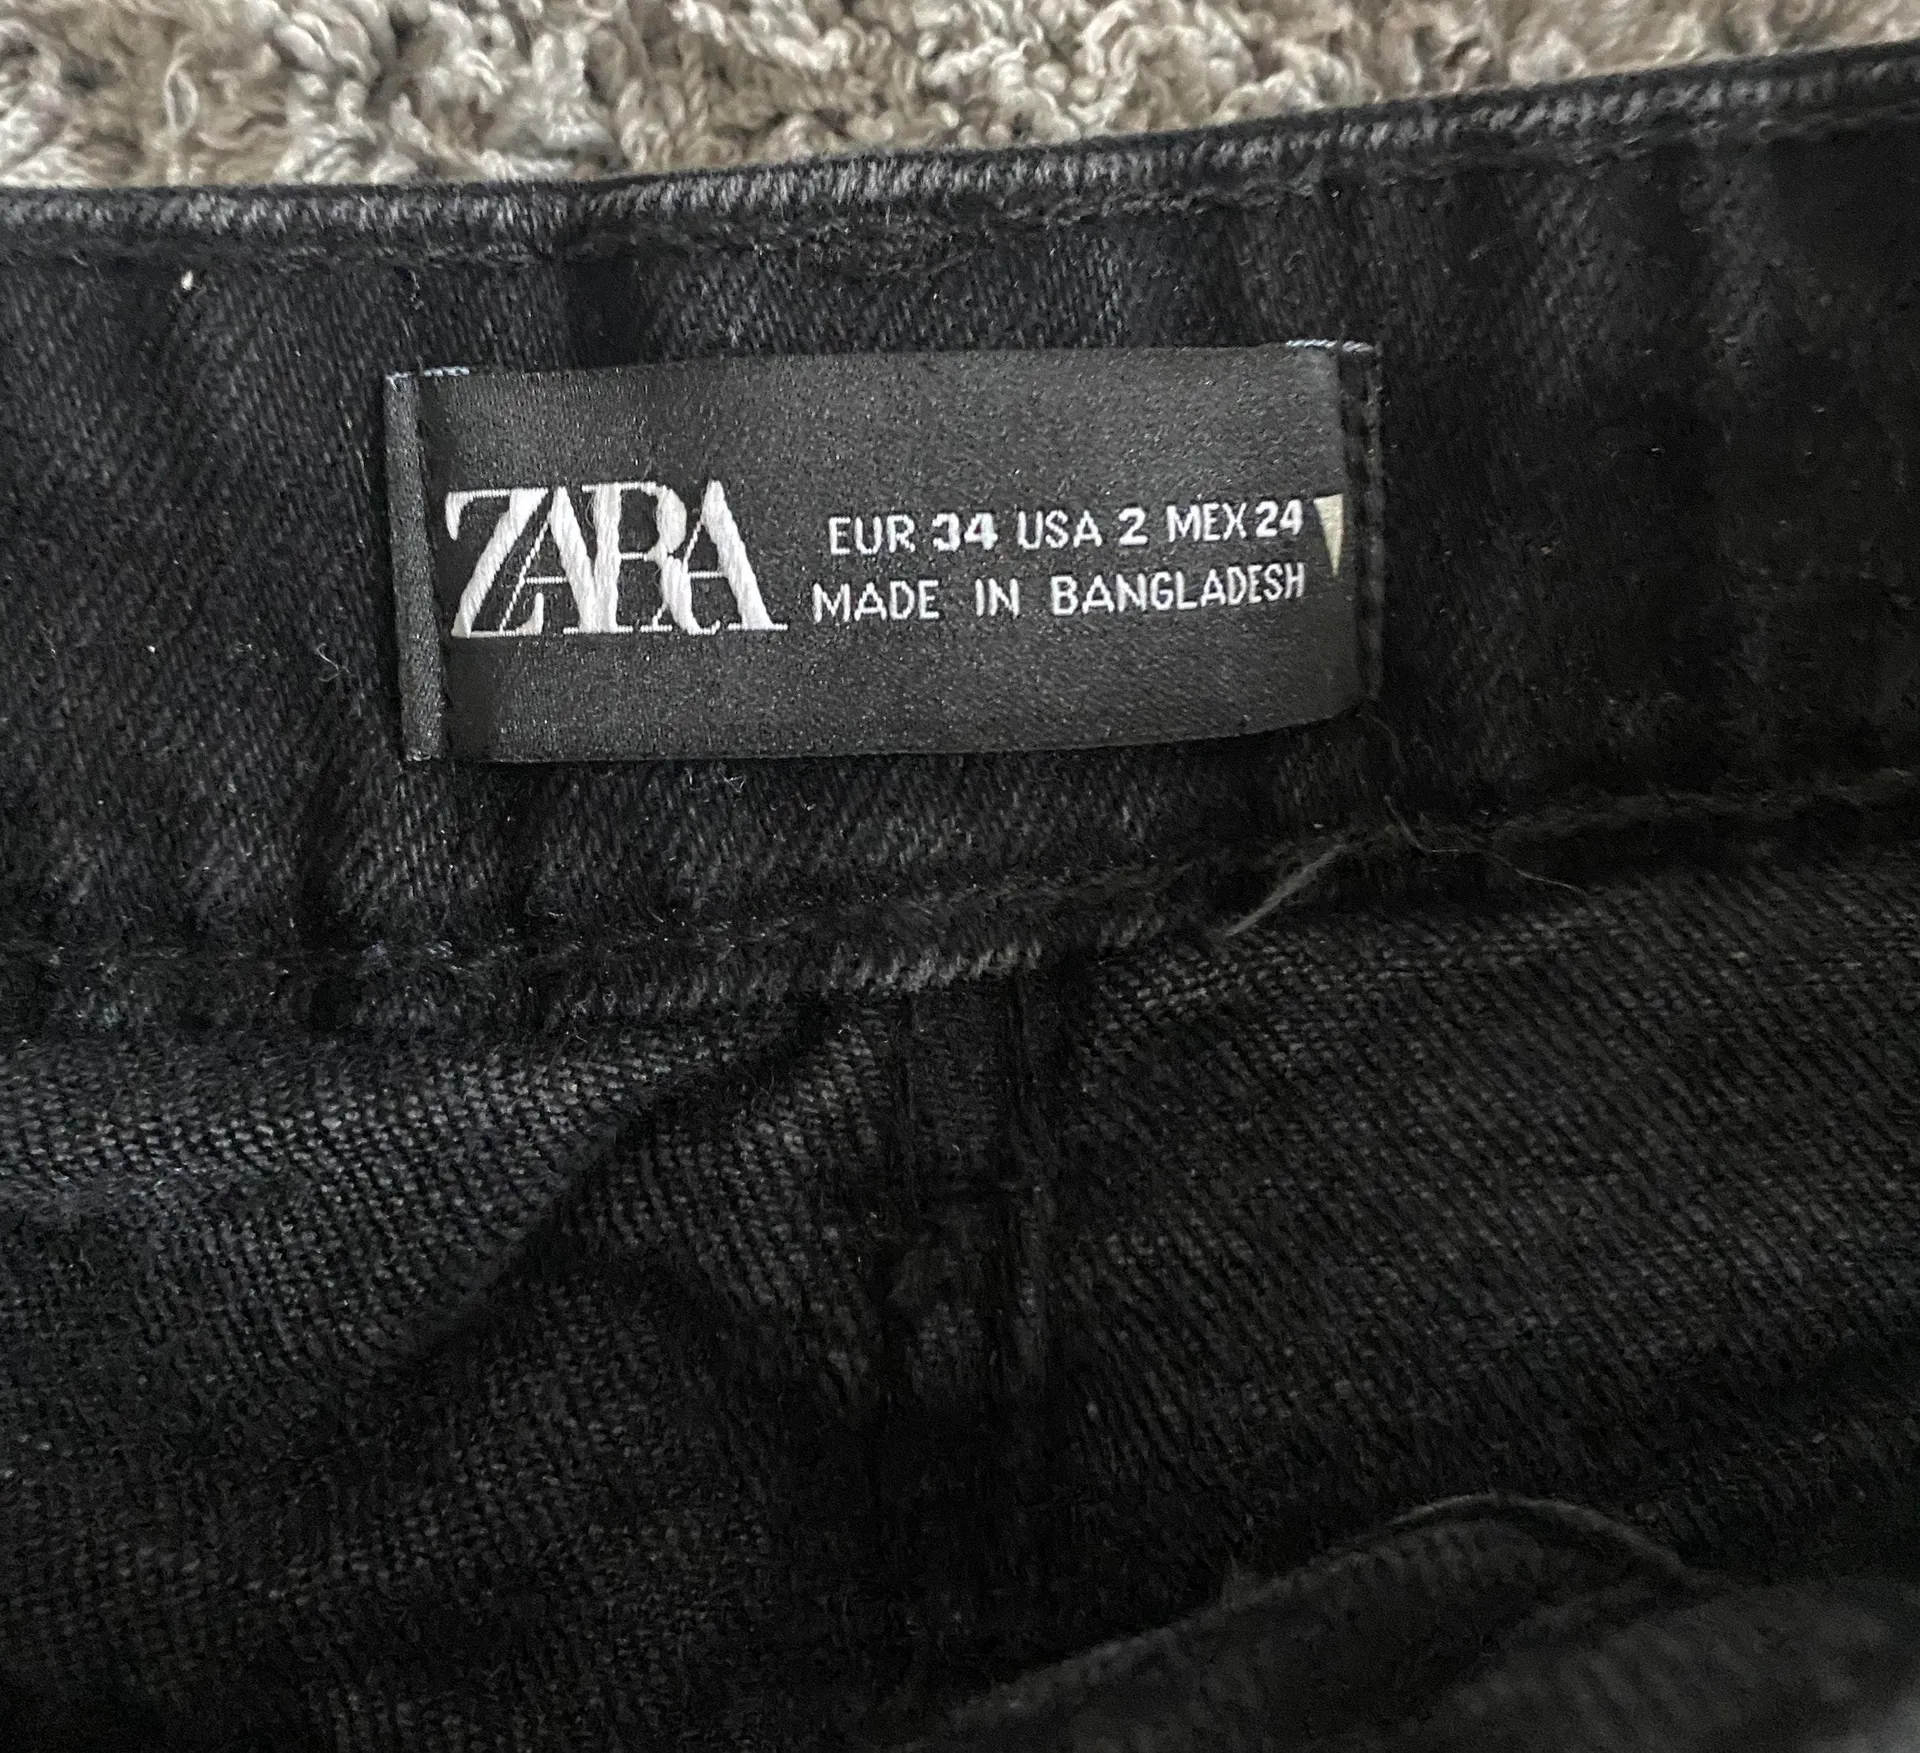 ZARA
EUR 34 USA 2 MEX 24
MADE IN BANGLADESH